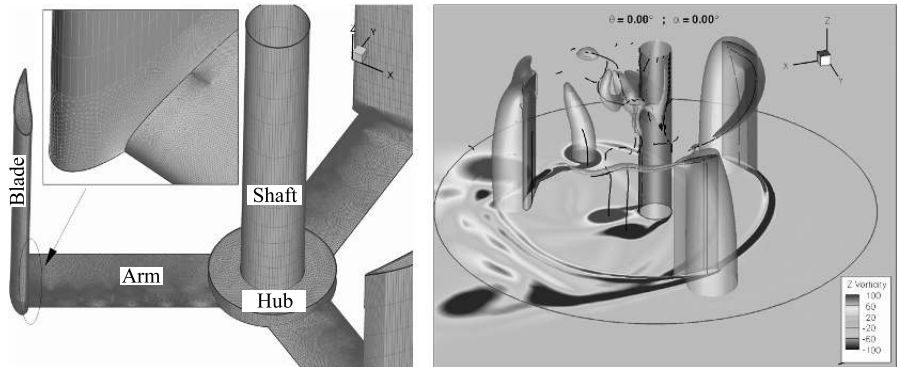 Z
Y
X
Blade
Shaft
Arm
Hub
θ = 0.00° ; α = 0.00°
Z
X
Y
Z Vorticity
100
60
20
-20
-60
-100